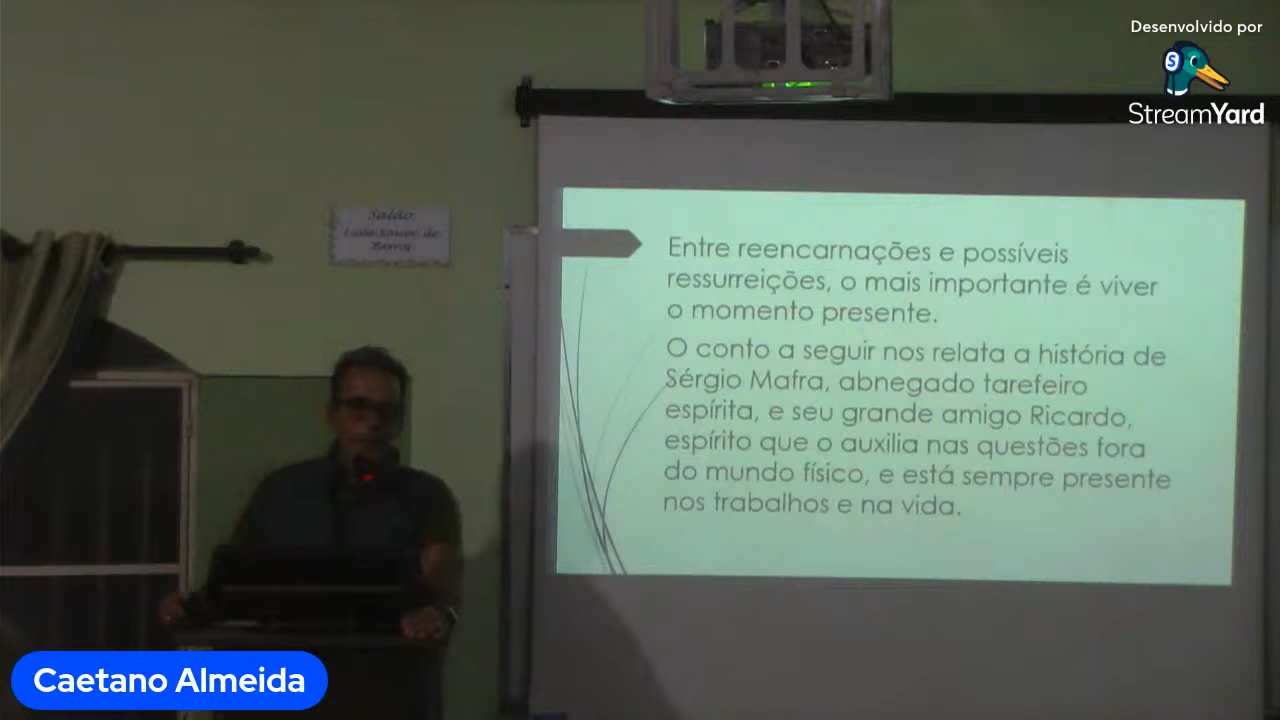 Desenvolvido por
StreamYard
Entre reencarnações e possíveis
ressurreições, o mais importante é viver
o momento presente.
O conto a seguir nos relata a história de
Sérgio Mafra, abnegado tarefeiro
espírita, e seu grande amigo Ricardo,
espírito que o auxilia nas questões fora
do mundo físico, e está sempre presente
nos trabalhos e na vida.
Caetano Almeida